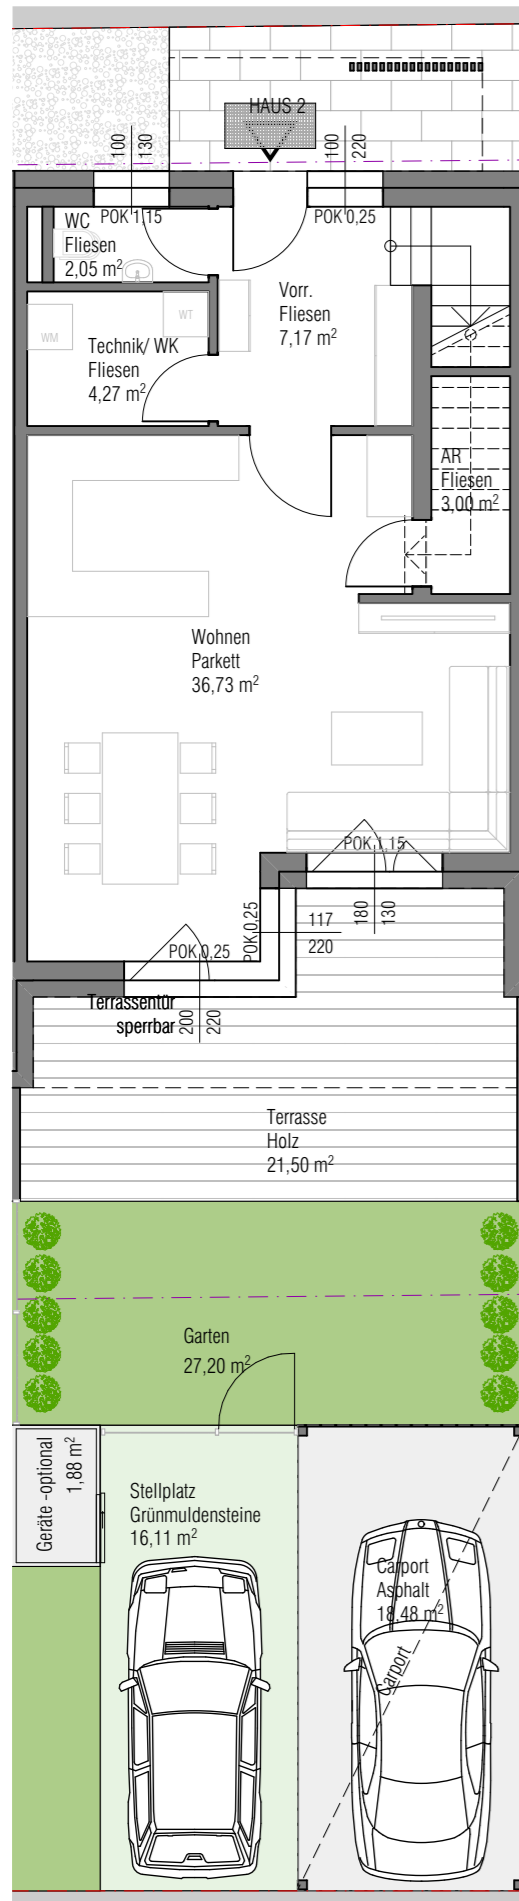 HAUS 2
100
130
100
220
POK 1,15
POK 0,25
WC
Fliesen
2,05 m²
Vorr.
Fliesen
7,17 m²
WM
WT
Technik/ WK
Fliesen
4,27 m²
AR
Fliesen
3,00 m²
Wohnen
Parkett
36,73 m²
POK 1,15
180
130
POK 0,25
117
220
POK 0,25
Terrassentür
sperrbar
200
220
Terrasse
Holz
21,50 m²
Garten
27,20 m²
Geräte -optional
1,88 m²
Stellplatz
Grünmuldensteine
16,11 m²
Carport
Asphalt
18,48 m²
Carport